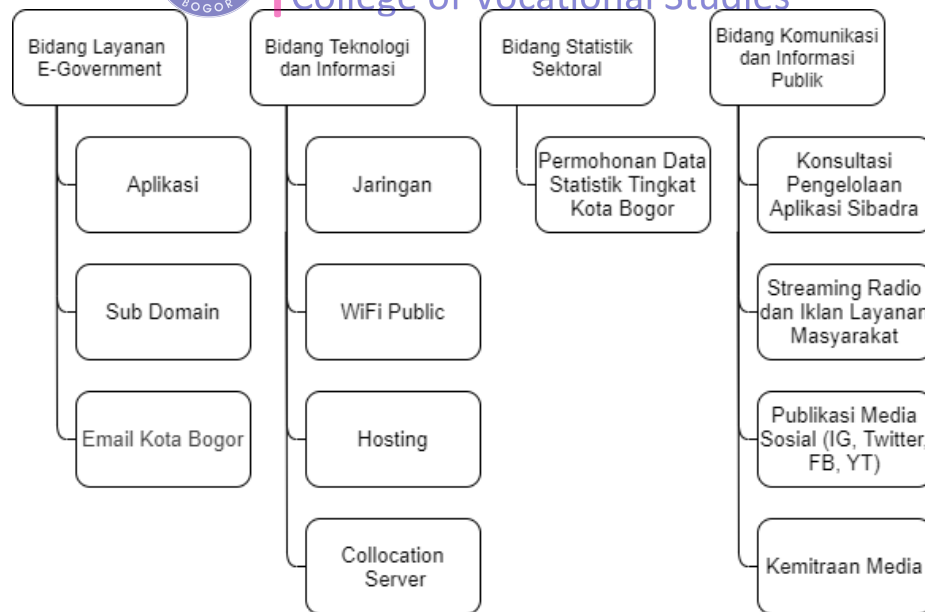 BOGOR
College of Vocational Studies
Bidang Layanan
E-Government
Aplikasi
Sub Domain
Email Kota Bogor
Bidang Teknologi
dan Informasi
Jaringan
WiFi Public
Hosting
Collocation
Server
Bidang Statistik
Sektoral
Permohonan Data
Statistik Tingkat
Kota Bogor
Bidang Komunikasi
dan Informasi
Publik
Konsultasi
Pengelolaan
Aplikasi Sibadra
Streaming Radio
dan Iklan Layanan
Masyarakat
Publikasi Media
Sosial (IG, Twitter,
FB, YT)
Kemitraan Media